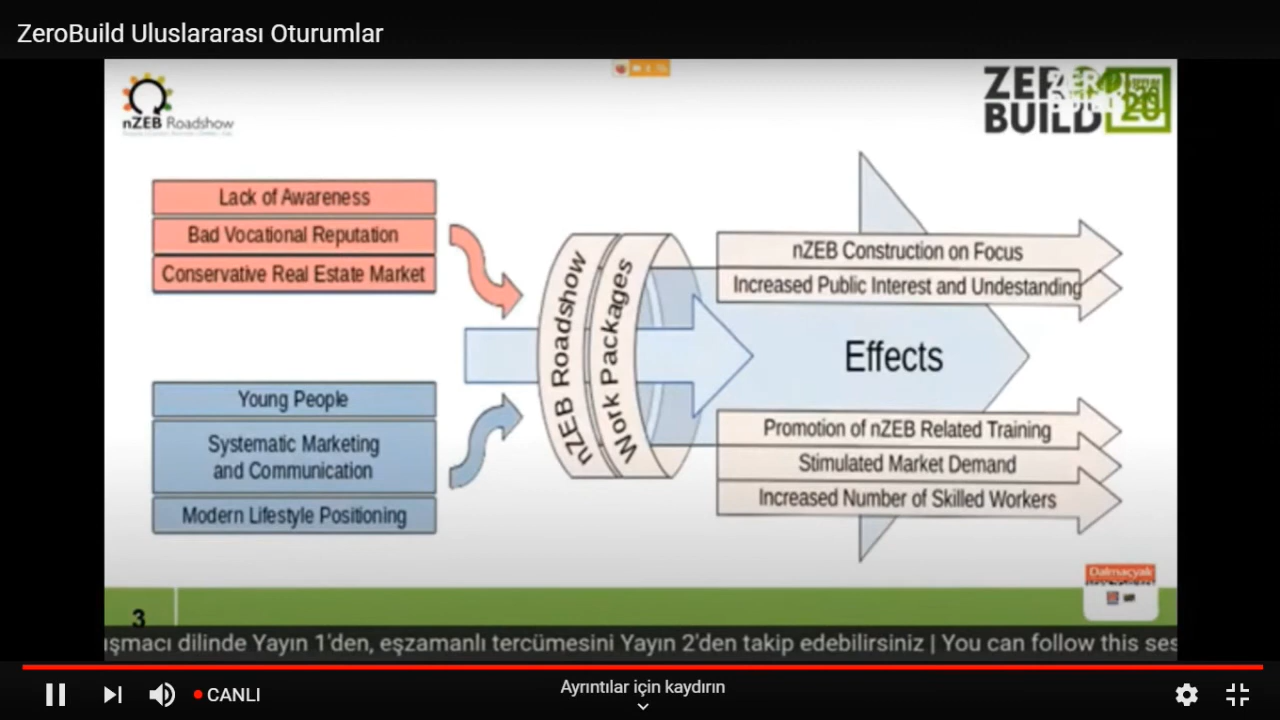 ZeroBuild Uluslararası Oturumlar
nZEB Roadshow
ZERO
BUILD
20
Lack of Awareness
Bad Vocational Reputation
Conservative Real Estate Market
Young People
Systematic Marketing
and Communication
Modern Lifestyle Positioning
nZEB Roadshow
Work Packages
nZEB Construction on Focus
Increased Public Interest and Undestanding
Effects
Promotion of nZEB Related Training
Stimulated Market Demand
Increased Number of Skilled Workers
Dalmaçyalı
3
ışmacı dilinde Yayın 1'den, eşzamanlı tercümesini Yayın 2'den takip edebilirsiniz | You can follow this ses
CANLI
Ayrıntılar için kaydırın